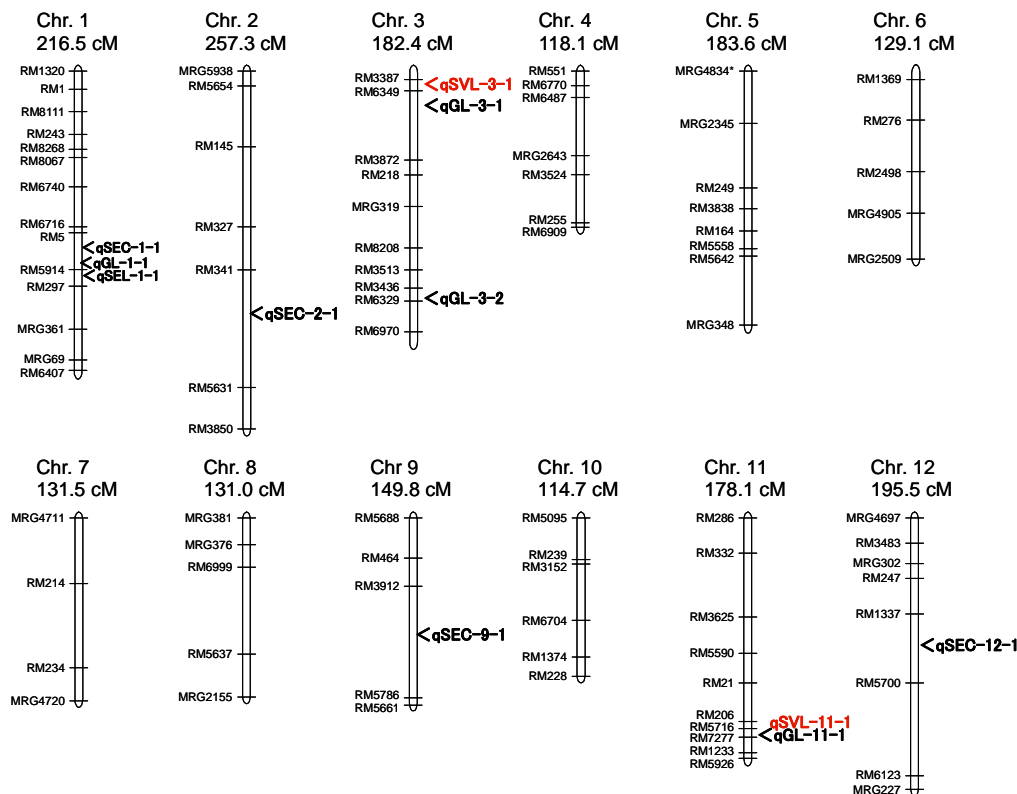 Chr. 1
216.5 cM
RM1320
RM1
RM8111
RM243
RM8268
RM8067
RM6740
RM6716
RM5
qSEC-1-1
qGL-1-1
RM5914
qSEL-1-1
RM297
MRG361
MRG69
RM6407
Chr. 2
257.3 cM
MRG5938
RM5654
RM145
RM327
RM341
qSEC-2-1
RM5631
RM3850
Chr. 3
182.4 cM
RM3387
qSVL-3-1
RM6349
qGL-3-1
RM3872
RM218
MRG319
RM8208
RM3513
RM3436
qGL-3-2
RM6329
RM6970
Chr. 4
118.1 cM
RM551
RM6770
RM6487
MRG2643
RM3524
RM255
RM6909
Chr. 5
183.6 cM
MRG4834*
MRG2345
RM249
RM3838
RM164
RM5558
RM5642
MRG348
Chr. 6
129.1 cM
RM1369
RM276
RM2498
MRG4905
MRG2509
Chr. 7
131.5 cM
MRG4711
RM214
RM234
MRG4720
Chr. 8
131.0 cM
MRG381
MRG376
RM6999
RM5637
MRG2155
Chr 9
149.8 cM
RM5688
RM464
RM3912
qSEC-9-1
RM5786
RM5661
Chr. 10
114.7 cM
RM5095
RM239
RM3152
RM6704
RM1374
RM228
Chr. 11
178.1 cM
RM286
RM332
RM3625
RM5590
RM21
RM206
qSVL-11-1
RM5716
qGL-11-1
RM7277
RM1233
RM5926
Chr. 12
195.5 cM
MRG4697
RM3483
MRG302
RM247
RM1337
qSEC-12-1
RM5700
RM6123
MRG227